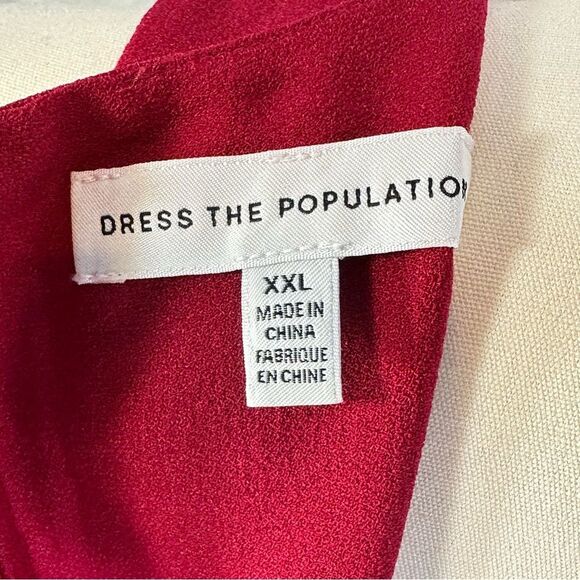 DRESS THE POPULATION
XXL
MADE IN
CHINA
FABRIQUE
EN CHINE